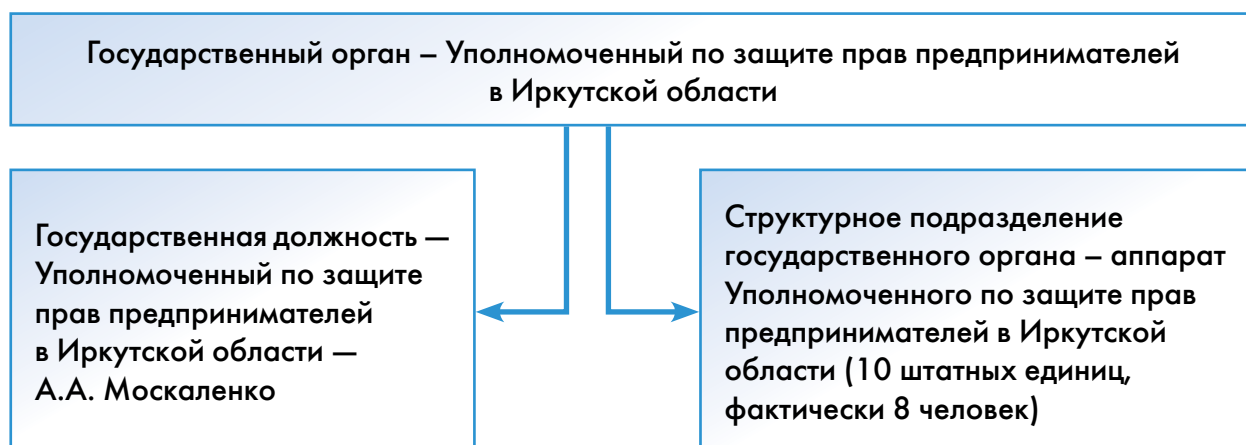 Государственный орган – Уполномоченный по защите прав предпринимателей
в Иркутской области
Государственная должность —
Уполномоченный по защите
прав предпринимателей
в Иркутской области —
А.А. Москаленко
Структурное подразделение
государственного органа – аппарат
Уполномоченного по защите прав
предпринимателей в Иркутской
области (10 штатных единиц,
фактически 8 человек)